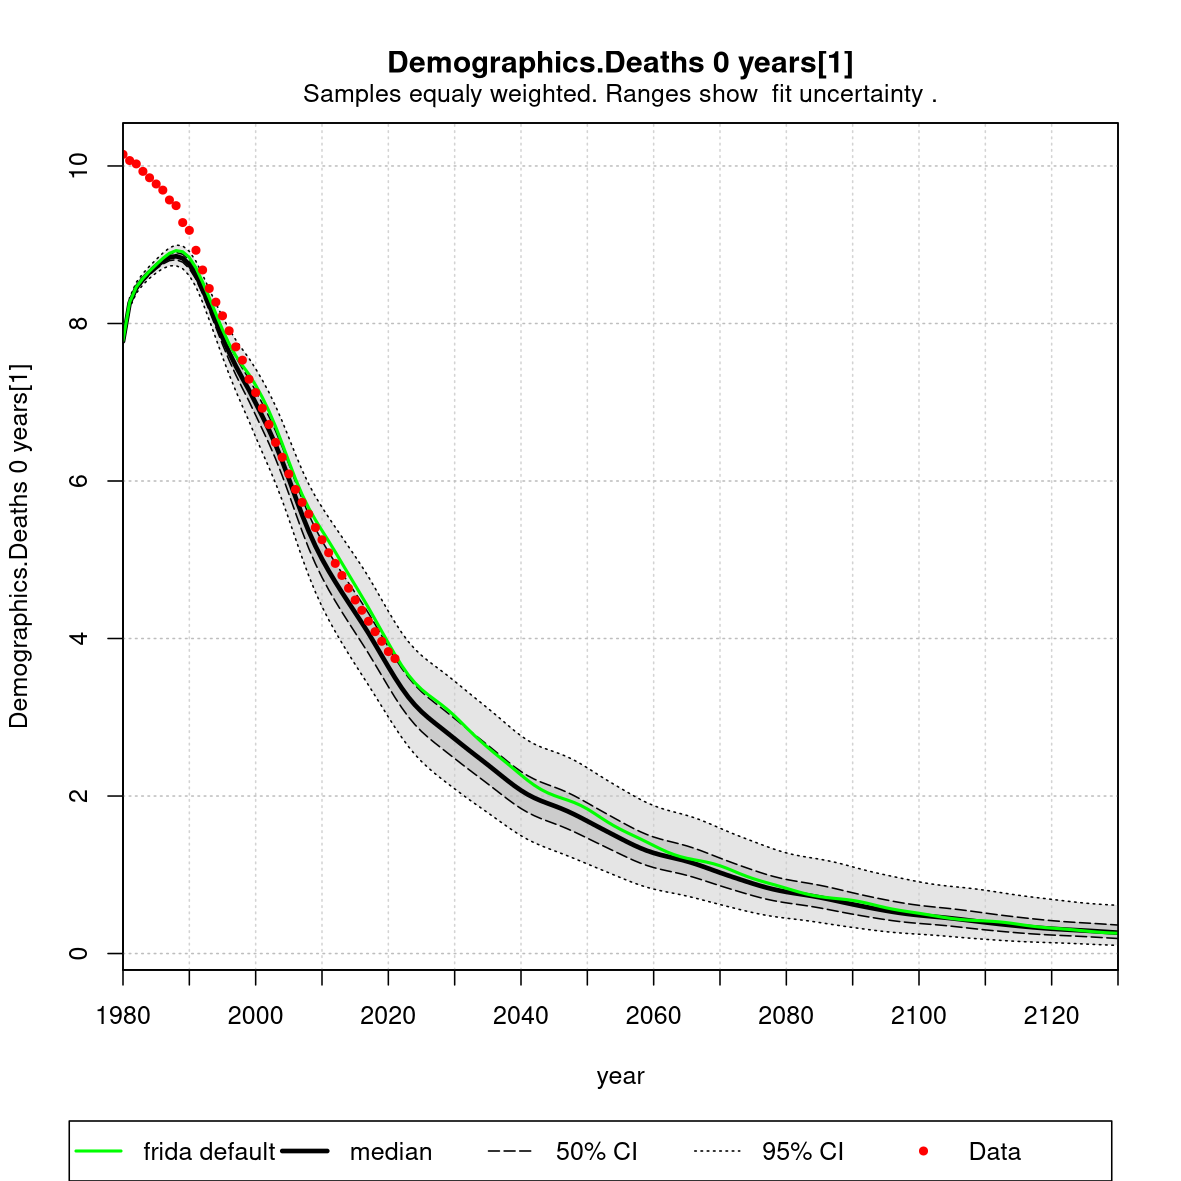 Demographics.Deaths 0 years[1]
Samples equaly weighted. Ranges show  fit uncertainty .
Demographics.Deaths 0 years[1]
10
8
6
4
2
0
1980 2000 2020 2040 2060 2080 2100 2120
year
frida default median 50% CI 95% CI Data